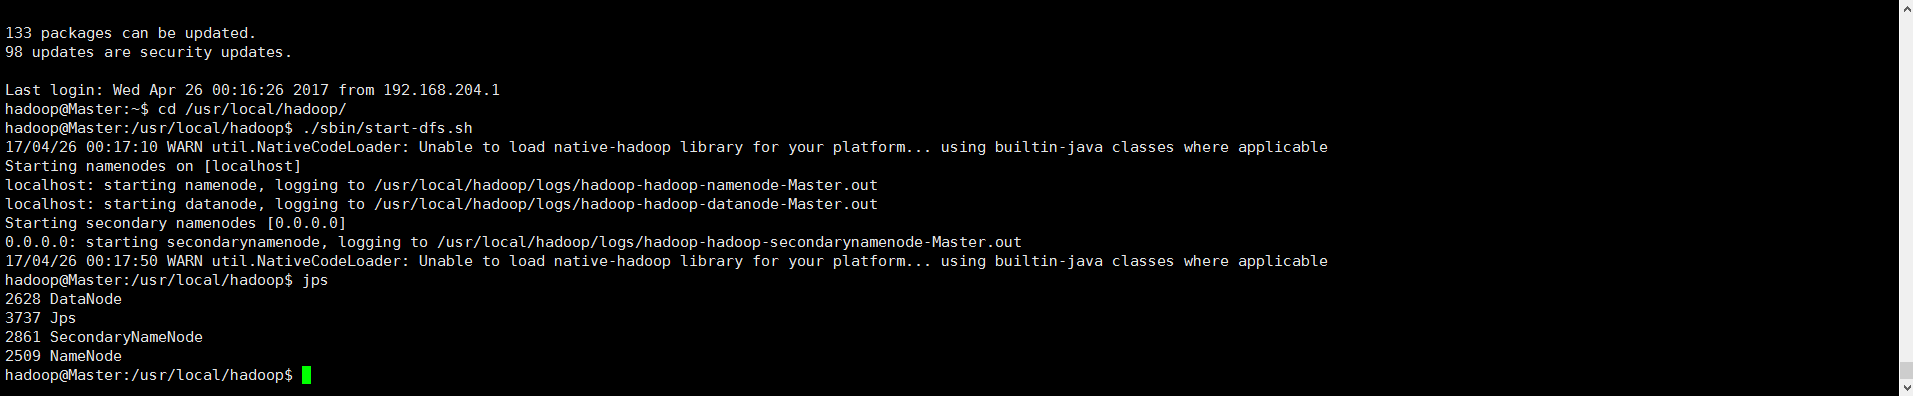 133 packages can be updated.
98 updates are security updates.
Last login: Wed Apr 26 00:16:26 2017 from 192.168.204.1
hadoop@Master:~$ cd /usr/local/hadoop/
hadoop@Master:/usr/local/hadoop$ ./sbin/start-dfs.sh
17/04/26 00:17:10 WARN util.NativeCodeLoader: Unable to load native-hadoop library for your platform... using builtin-java classes where applicable
Starting namenodes on [localhost]
localhost: starting namenode, logging to /usr/local/hadoop/logs/hadoop-hadoop-namenode-Master.out
localhost: starting datanode, logging to /usr/local/hadoop/logs/hadoop-hadoop-datanode-Master.out
Starting secondary namenodes [0.0.0.0]
0.0.0.0: starting secondarynamenode, logging to /usr/local/hadoop/logs/hadoop-hadoop-secondarynamenode-Master.out
17/04/26 00:17:50 WARN util.NativeCodeLoader: Unable to load native-hadoop library for your platform... using builtin-java classes where applicable
hadoop@Master:/usr/local/hadoop$ jps
2628 DataNode
3737 Jps
2861 SecondaryNameNode
2509 NameNode
hadoop@Master:/usr/local/hadoop$